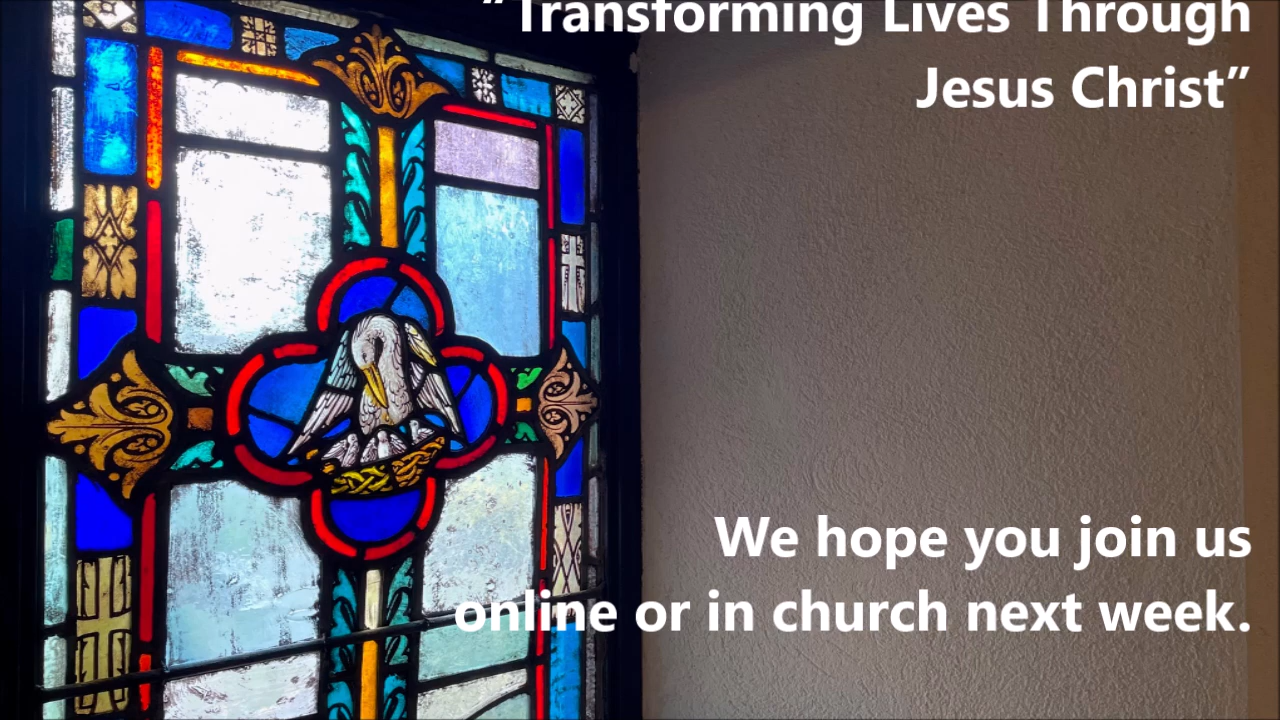 “Transforming Lives Through
Jesus Christ”
We hope you join us
online or in church next week.